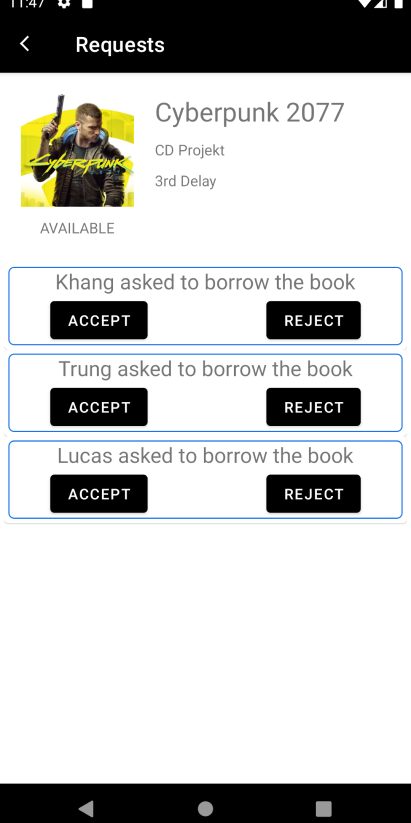 11:47
Requests
Cyberpunk
Cyberpunk 2077
CD Projekt
3rd Delay
AVAILABLE
Khang asked to borrow the book
ACCEPT REJECT
Trung asked to borrow the book
ACCEPT REJECT
Lucas asked to borrow the book
ACCEPT REJECT